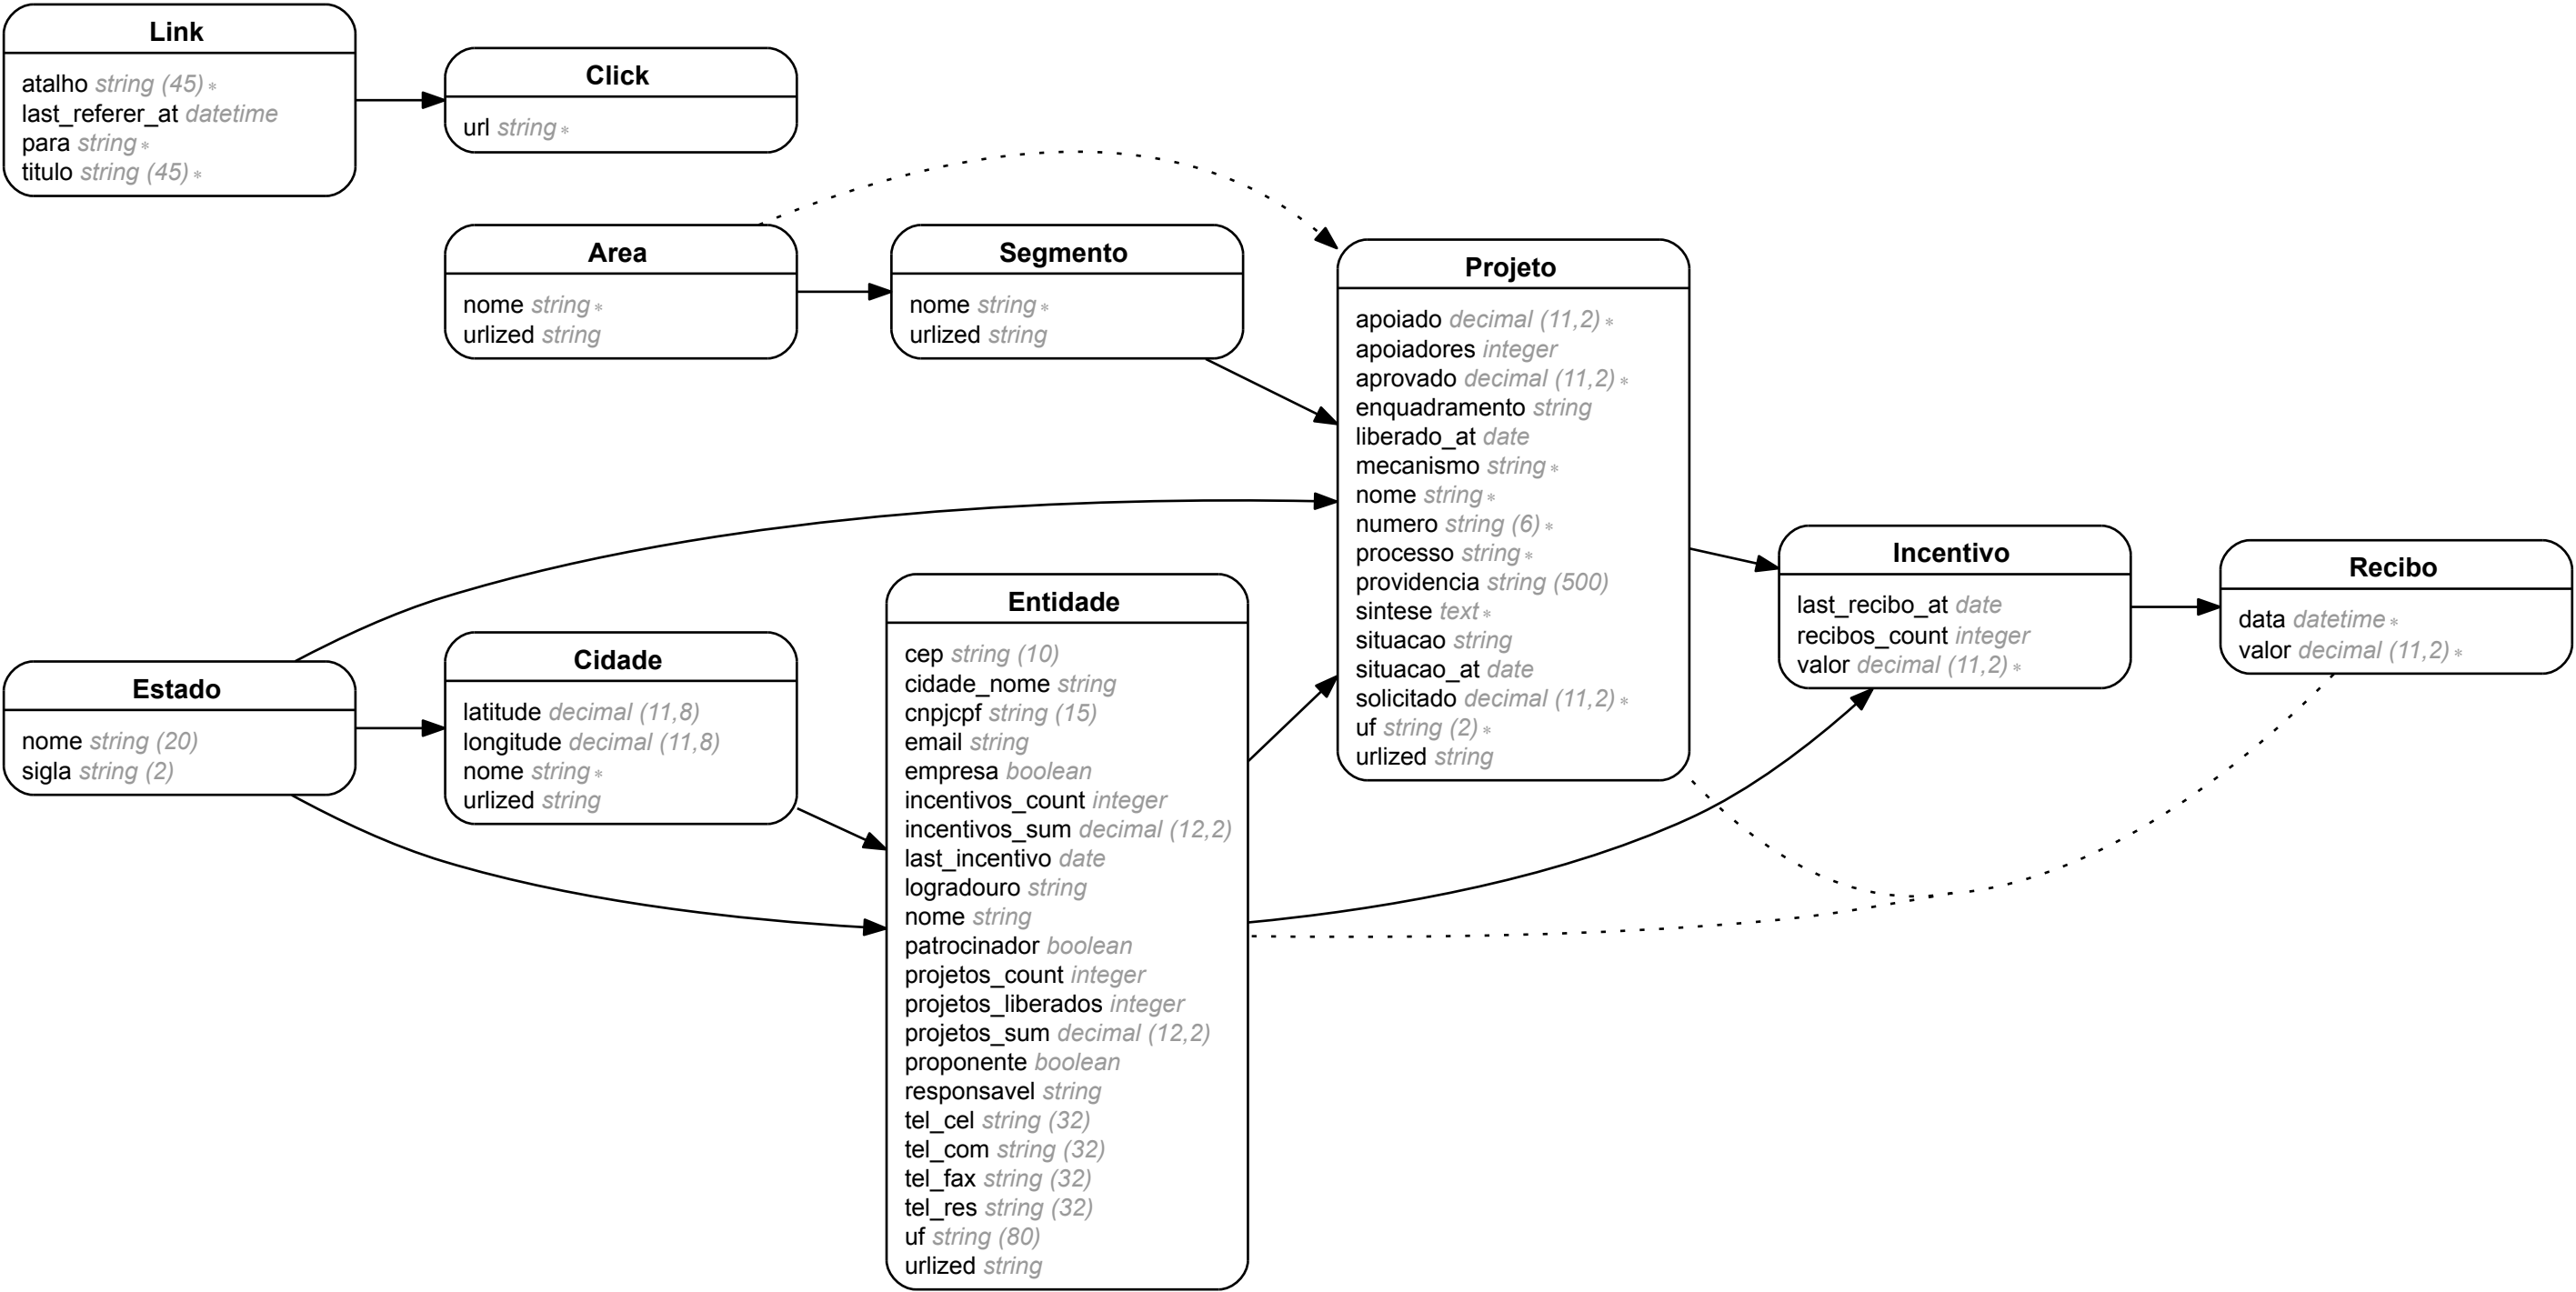 Link
atalho string (45) *
last_referer_at datetime
para string *
titulo string (45) *
Click
url string *
Area
nome string *
urlized string
Segmento
nome string *
urlized string
Projeto
apoiado decimal (11,2) *
apoiadores integer
aprovado decimal (11,2) *
enquadramento string
liberado_at date
mecanismo string *
nome string *
numero string (6) *
processo string *
providencia string (500)
sintese text *
situacao string
situacao_at date
solicitado decimal (11,2) *
uf string (2) *
urlized string
Estado
nome string (20)
sigla string (2)
Cidade
latitude decimal (11,8)
longitude decimal (11,8)
nome string *
urlized string
Entidade
cep string (10)
cidade_nome string
cnpjcpf string (15)
email string
empresa boolean
incentivos_count integer
incentivos_sum decimal (12,2)
last_incentivo date
logradouro string
nome string
patrocinador boolean
projetos_count integer
projetos_liberados integer
projetos_sum decimal (12,2)
proponente boolean
responsavel string
tel_cel string (32)
tel_com string (32)
tel_fax string (32)
tel_res string (32)
uf string (80)
urlized string
Incentivo
last_recibo_at date
recibos_count integer
valor decimal (11,2) *
Recibo
data datetime *
valor decimal (11,2) *